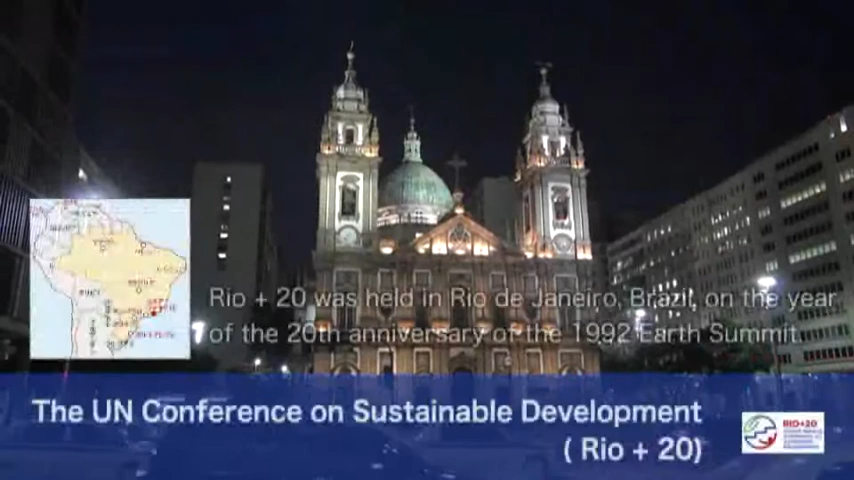 Rio + 20 was held in Rio de Janeiro, Brazil, on the year
of the 20th anniversary of the 1992 Earth Summit.
The UN Conference on Sustainable Development
( Rio + 20)
RIO+20